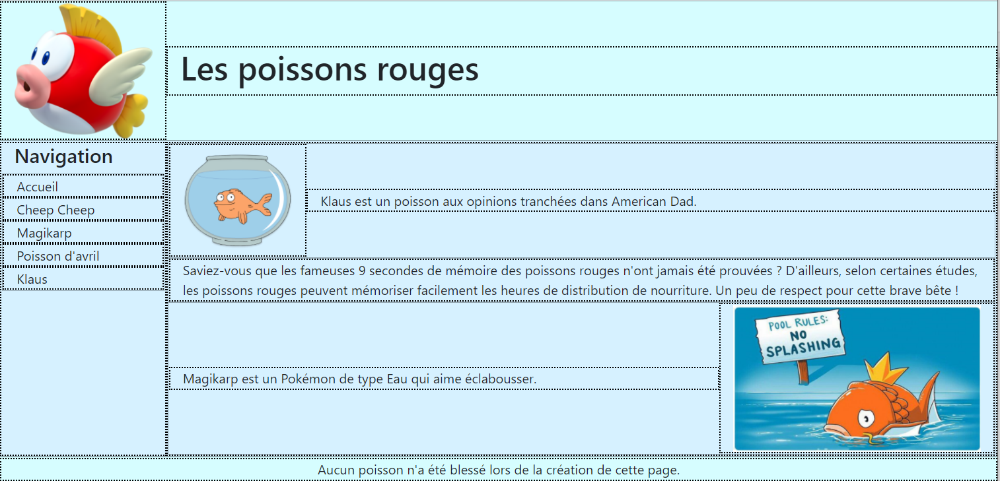 Les poissons rouges
Navigation
Accueil
Cheep Cheep
Magikarp
Poisson d'avril
Klaus
Klaus est un poisson aux opinions tranchées dans American Dad.
Saviez-vous que les fameuses 9 secondes de mémoire des poissons rouges n'ont jamais été prouvées ? D'ailleurs, selon certaines études,
les poissons rouges peuvent mémoriser facilement les heures de distribution de nourriture. Un peu de respect pour cette brave bête !
Magikarp est un Pokémon de type Eau qui aime éclabousser.
POOL RULES:
NO
SPLASHING
Aucun poisson n'a été blessé lors de la création de cette page.